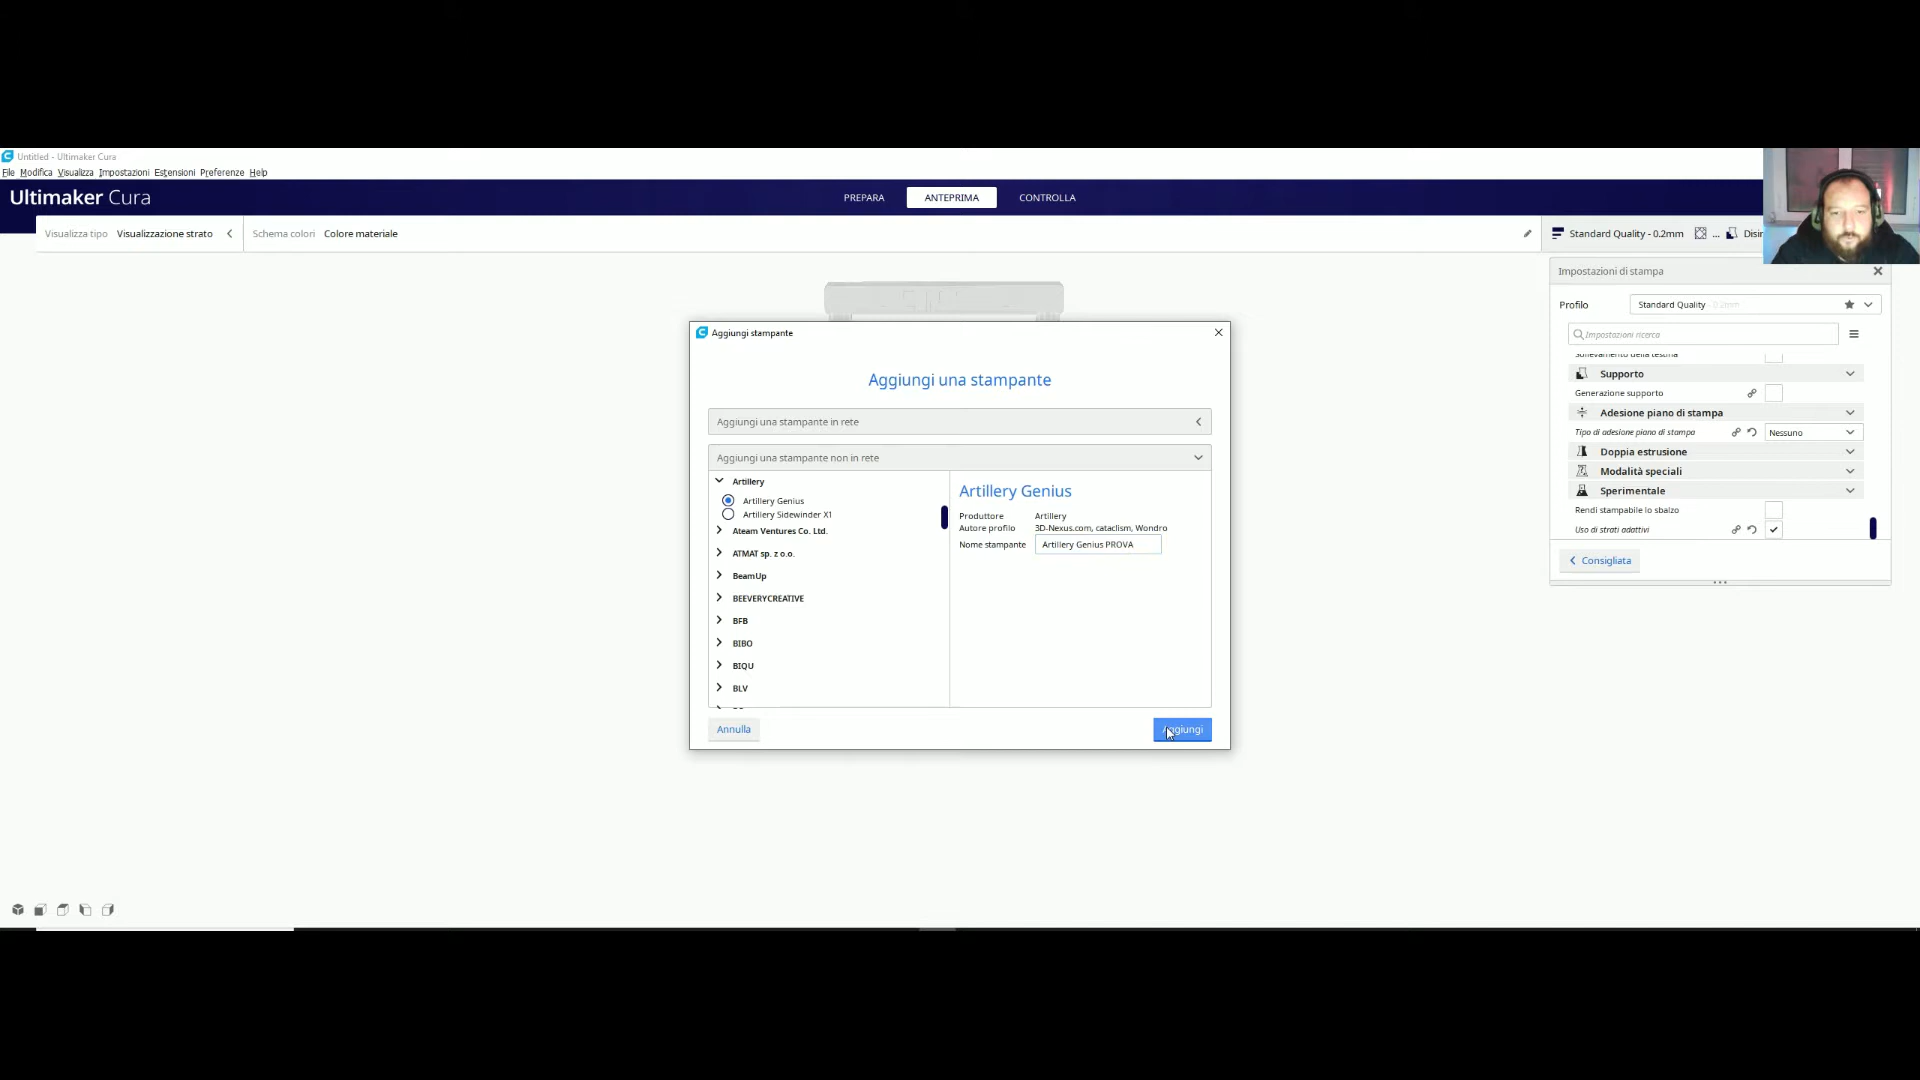 Untitled - Ultimaker Cura
File Modifica Visualizza Impostazioni Estensioni Preferenze Help
Ultimaker Cura
PREPARA ANTEPRIMA CONTROLLA
Visualizza tipo Visualizzazione strato Schema colori Colore materiale
Standard Quality - 0.2mm ...
Impostazioni di stampa
Profilo Standard Quality - 0.2mm
Impostazioni ricerca
Sollevamento della testina
Supporto
Generazione supporto
Adesione piano di stampa
Tipo di adesione piano di stampa Nessuno
Doppia estrusione
Modalità speciali
Sperimentale
Rendi stampabile lo sbalzo
Uso di strati adattivi
Consigliata
Aggiungi stampante
Aggiungi una stampante
Aggiungi una stampante in rete
Aggiungi una stampante non in rete
Artillery
Artillery Genius
Artillery Sidewinder X1
Ateam Ventures Co. Ltd.
ATMAT sp. z o.o.
BeamUp
BEEVERYCREATIVE
BFB
BIBO
BIQU
BLV
Artillery Genius
Produttore Artillery
Autore profilo 3D-Nexus.com, cataclism, Wondro
Nome stampante Artillery Genius PROVA
Annulla
Aggiungi